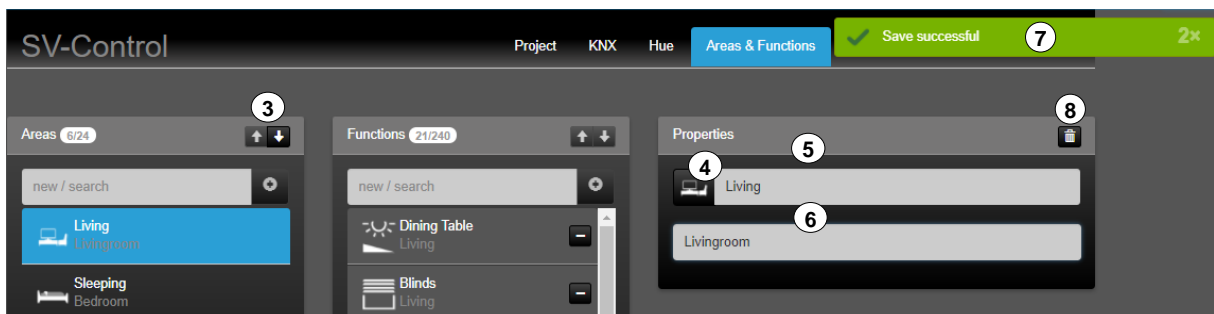 SV-Control
Project KNX Hue Areas & Functions
Save successful 7 2×
3 8
Areas 6/24 Functions 21/240 Properties
5
4
new / search new / search Living
6
Living Dining Table
Livingroom Living Livingroom
Sleeping Blinds
Bedroom Living